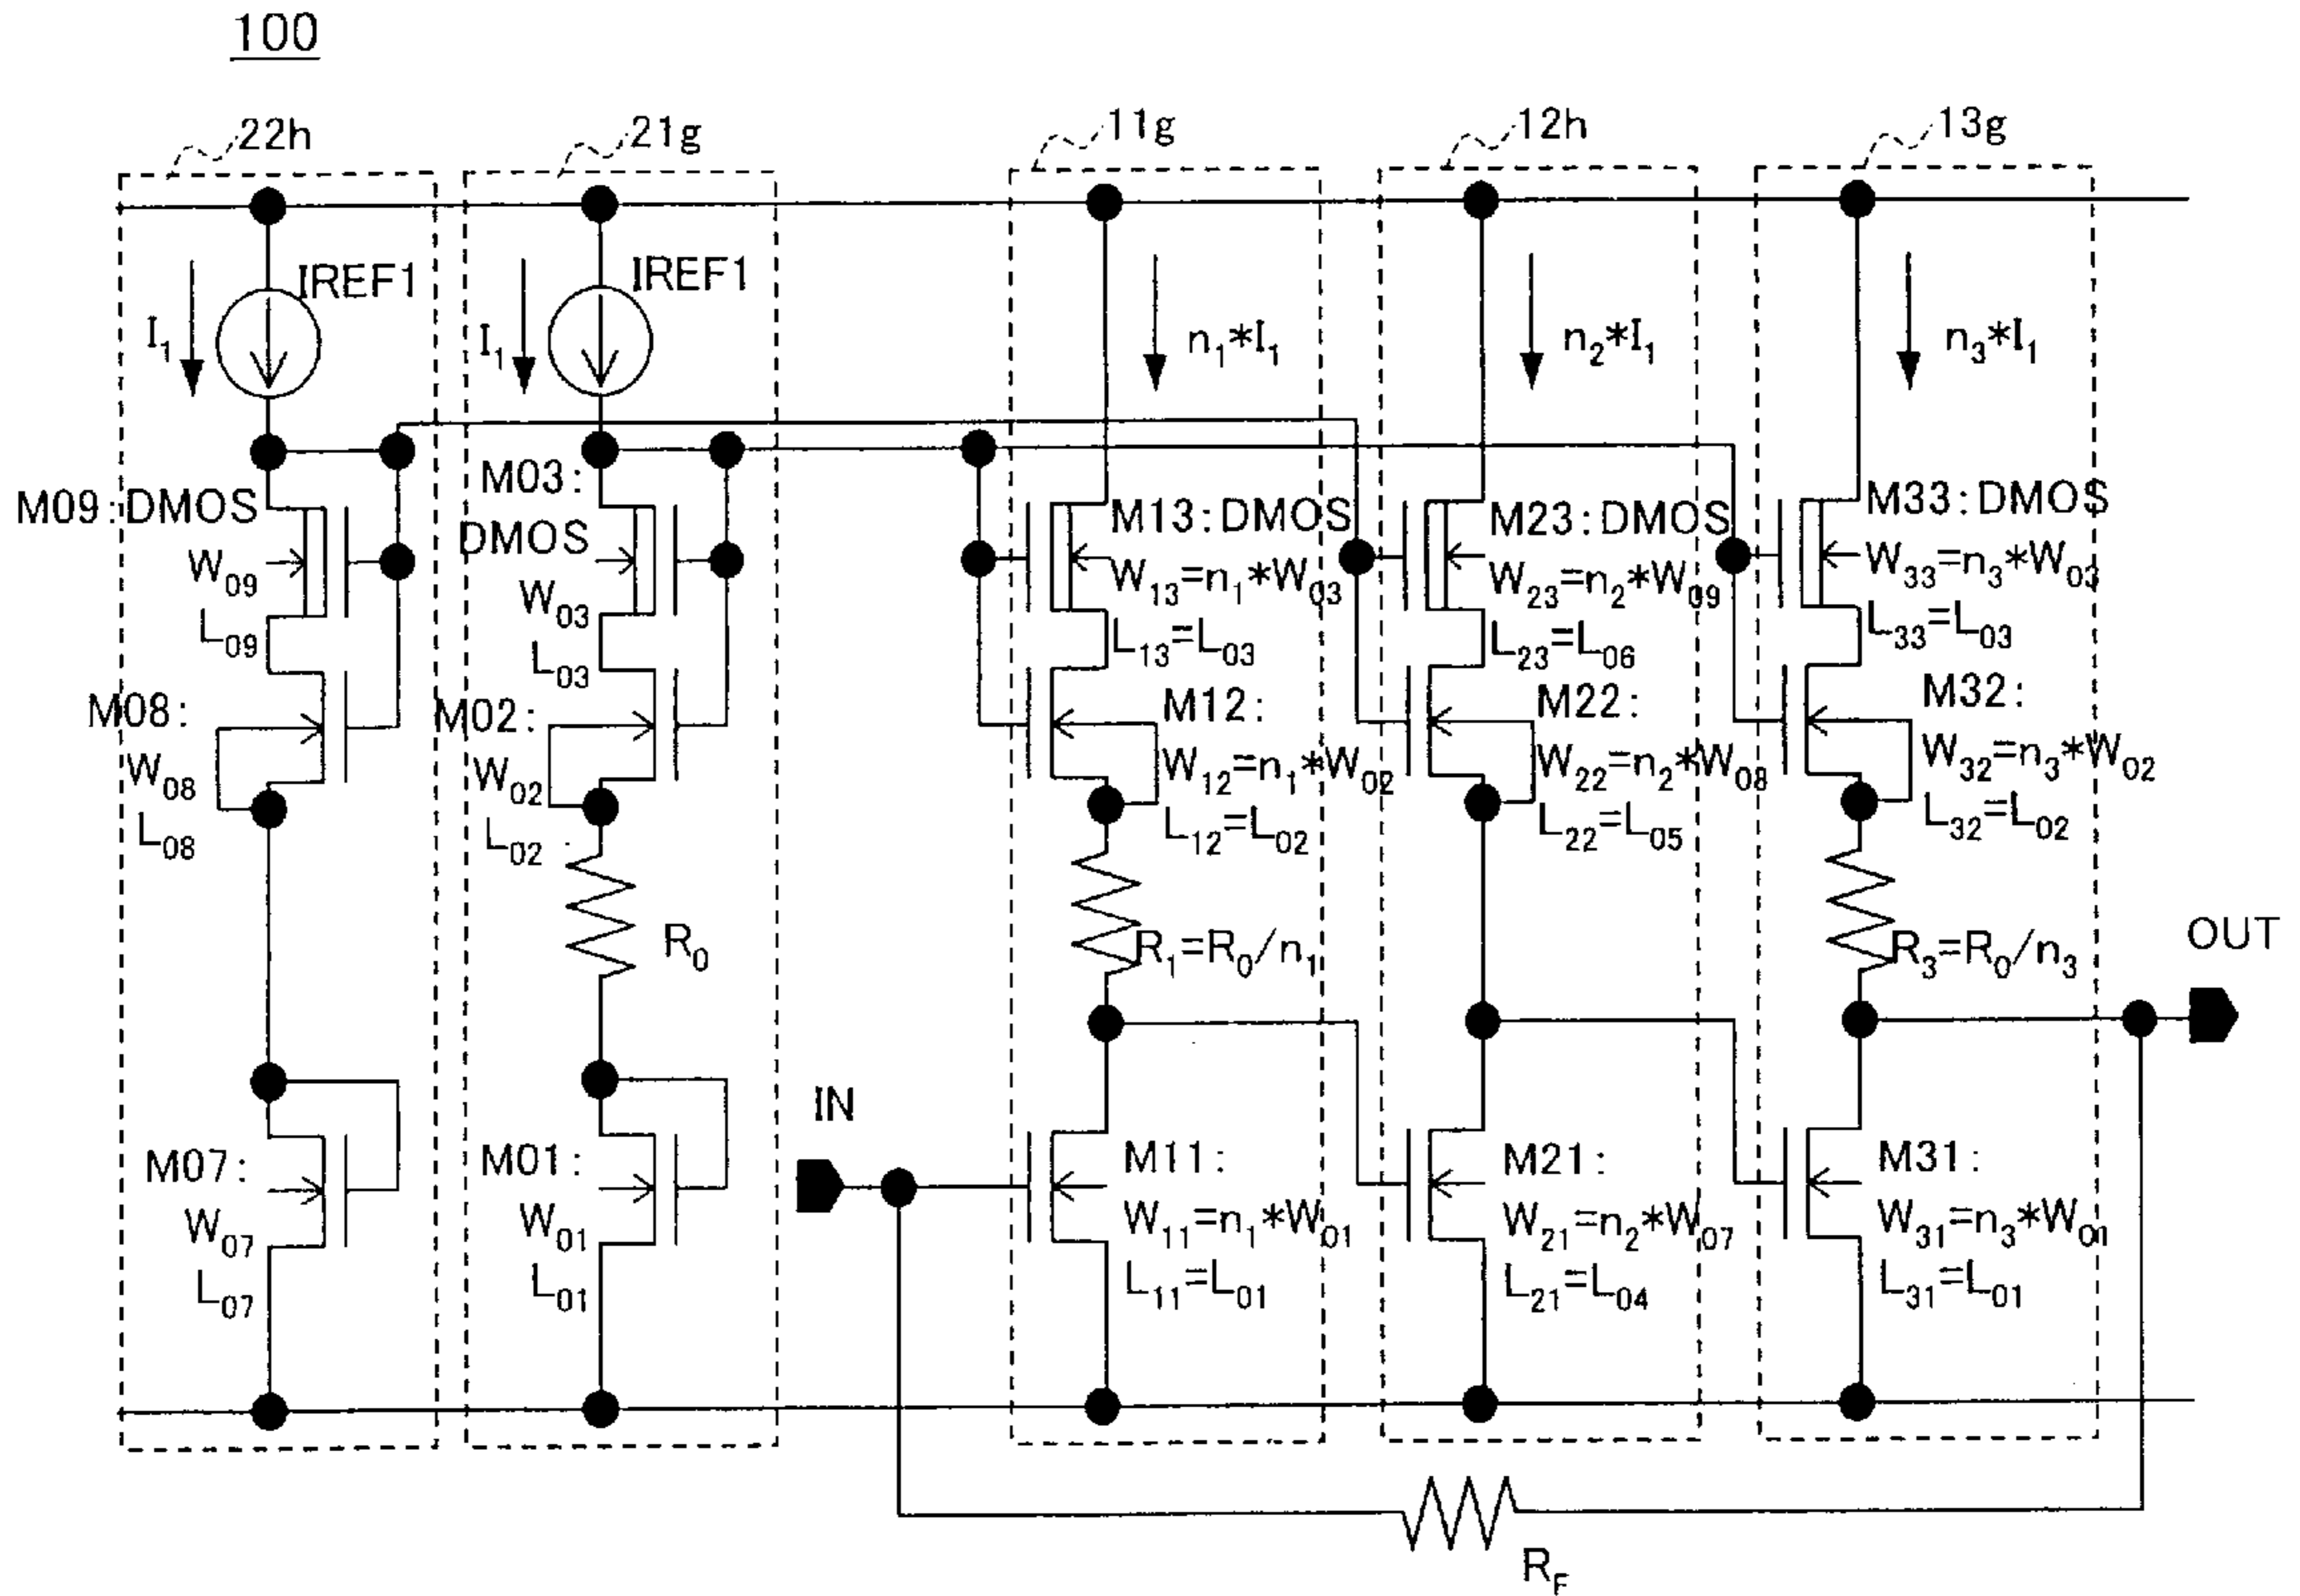 100
22h
21g
11g
12h
13g
IREF1
I₁
IREF1
I₁
n₁*I₁
n₂*I₁
n₃*I₁
M09:DMOS
W₀₉
L₀₉
M03:
DMOS
W₀₃
L₀₃
M13:DMOS
W₁₃=n₁*W₀₃
L₁₃=L₀₃
M23:DMOS
W₂₃=n₂*W₀₉
L₂₃=L₀₆
M33:DMOS
W₃₃=n₃*W₀₃
L₃₃=L₀₃
M08:
W₀₈
L₀₈
M02:
W₀₂
L₀₂
M12:
W₁₂=n₁*W₀₂
L₁₂=L₀₂
M22:
W₂₂=n₂*W₀₈
L₂₂=L₀₅
M32:
W₃₂=n₃*W₀₂
L₃₂=L₀₂
R₀
R₁=R₀/n₁
R₃=R₀/n₃
OUT
IN
M07:
W₀₇
L₀₇
M01:
W₀₁
L₀₁
M11:
W₁₁=n₁*W₀₁
L₁₁=L₀₁
M21:
W₂₁=n₂*W₀₇
L₂₁=L₀₄
M31:
W₃₁=n₃*W₀₁
L₃₁=L₀₁
R_F